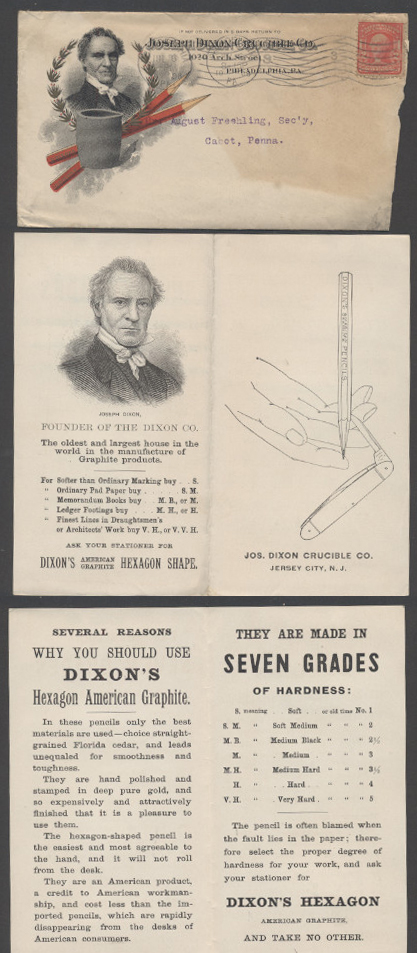 IF NOT DELIVERED IN 5 DAYS, RETURN TO
JOSEPH DIXON CRUCIBLE CO.
1020 Arch Street
PHILADELPHIA, PA.
August Freehling, Sec'y,
Cabot, Penna.
JOSEPH DIXON,
FOUNDER OF THE DIXON CO.
The oldest and largest house in the
world in the manufacture of
Graphite products.
For Softer than Ordinary Marking buy . S.
" Ordinary Pad Paper buy . . . S. M.
" Memorandum Books buy . M. B., or M.
" Ledger Footings buy . . . M. H., or H.
" Finest Lines in Draughtsmen's
or Architects' Work buy V. H., or V. V. H.
ASK YOUR STATIONER FOR
DIXON'S AMERICAN GRAPHITE HEXAGON SHAPE.
DIXON'S PENCILS
JOS. DIXON CRUCIBLE CO.
JERSEY CITY, N. J.
SEVERAL REASONS
WHY YOU SHOULD USE
DIXON'S
Hexagon American Graphite.
In these pencils only the best
materials are used—choice straight-
grained Florida cedar, and leads
unequaled for smoothness and
toughness.
They are hand polished and
stamped in deep pure gold, and
so expensively and attractively
finished that it is a pleasure to
use them.
The hexagon-shaped pencil is
the easiest and most agreeable to
the hand, and it will not roll
from the desk.
They are an American product,
a credit to American workman-
ship, and cost less than the im-
ported pencils, which are rapidly
disappearing from the desks of
American consumers.
THEY ARE MADE IN
SEVEN GRADES
OF HARDNESS:
S. meaning . Soft . . or old time No. 1
S. M. " Soft Medium " " " 2
M. B. " Medium Black " " " 2½
M. " . Medium . " " " 3
M. H. " Medium Hard " " " 3½
H. " . Hard . " " " 4
V. H. " Very Hard . " " " 5
The pencil is often blamed when
the fault lies in the paper; there-
fore select the proper degree of
hardness for your work, and ask
your stationer for
DIXON'S HEXAGON
AMERICAN GRAPHITE,
AND TAKE NO OTHER.